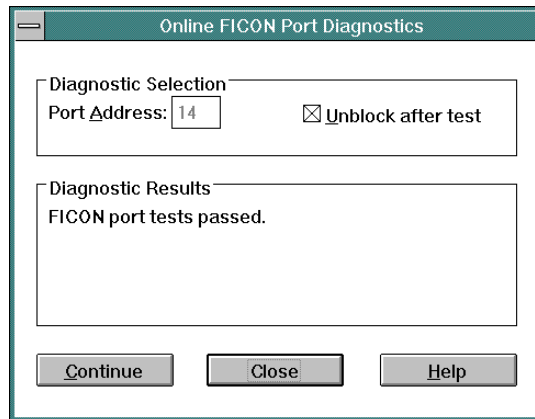 Online FICON Port Diagnostics
Diagnostic Selection
Port Address: 14 Unblock after test
Diagnostic Results
FICON port tests passed.
Continue Close Help